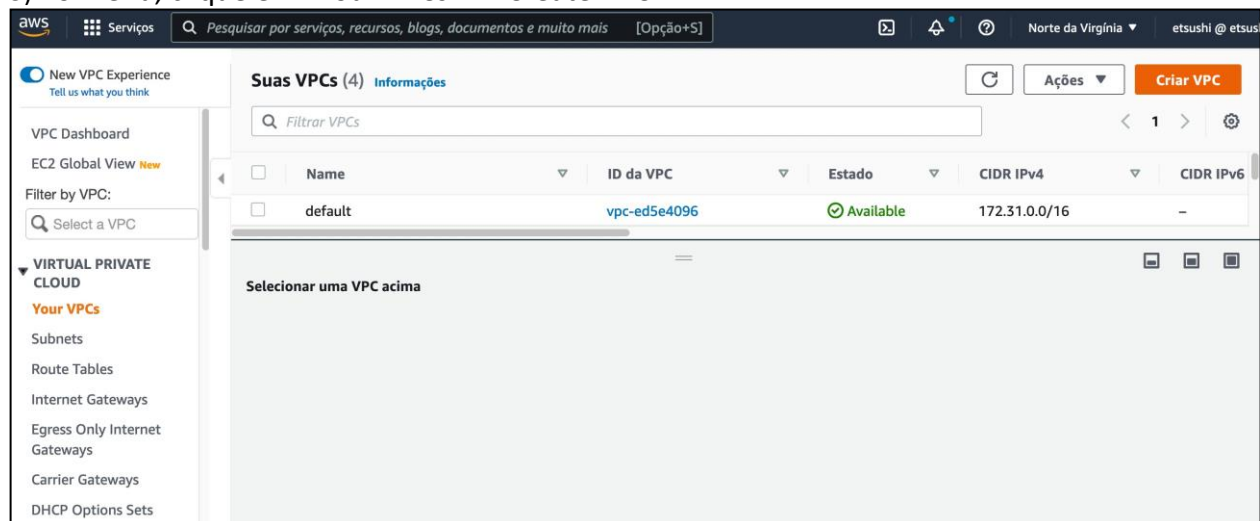 aws Serviços Pesquisar por serviços, recursos, blogs, documentos e muito mais [Opção+S] Norte da Virgínia ▼ etsushi @ etsus
New VPC Experience
Tell us what you think
VPC Dashboard
EC2 Global View New
Filter by VPC:
Select a VPC
VIRTUAL PRIVATE
CLOUD
Your VPCs
Subnets
Route Tables
Internet Gateways
Egress Only Internet
Gateways
Carrier Gateways
DHCP Options Sets
Suas VPCs (4) Informações
Ações ▼ Criar VPC
Filtrar VPCs
< 1 >
Name ID da VPC Estado CIDR IPv4 CIDR IPv6
default vpc-ed5e4096 Available 172.31.0.0/16 –
Selecionar uma VPC acima